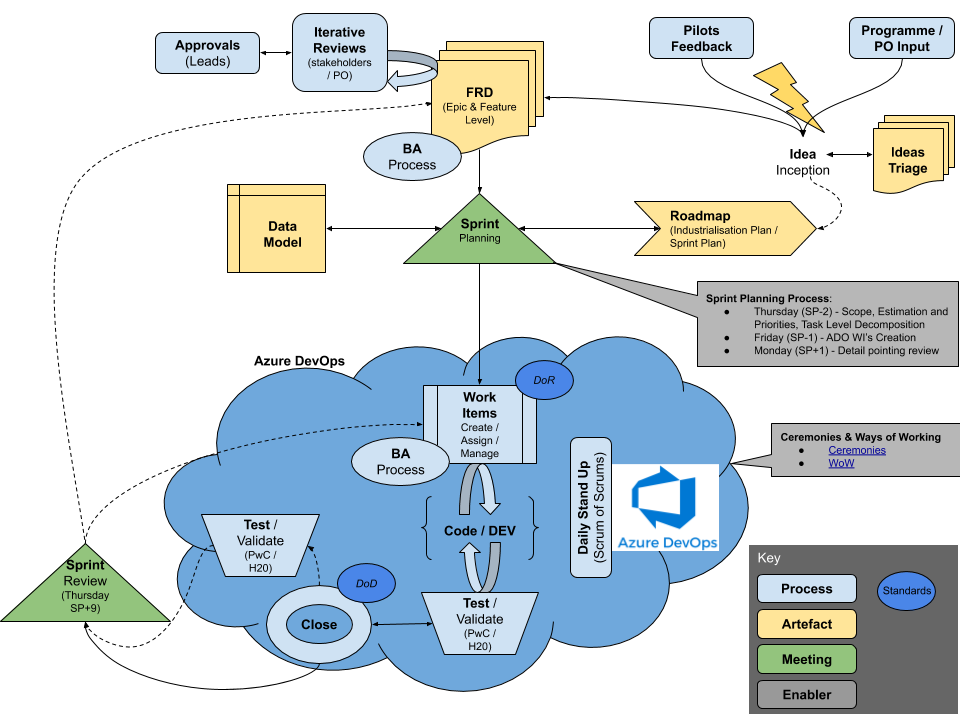 Approvals
(Leads)
Iterative
Reviews
(stakeholders
/ PO)
Pilots
Feedback
Programme /
PO Input
FRD
(Epic & Feature
Level)
BA
Process
Idea
Inception
Ideas
Triage
Data
Model
Sprint
Planning
Roadmap
(Industrialisation Plan /
Sprint Plan)
Sprint Planning Process:
● Thursday (SP-2) - Scope, Estimation and
Priorities, Task Level Decomposition
● Friday (SP-1) - ADO WI's Creation
● Monday (SP+1) - Detail pointing review
Azure DevOps
DoR
Work
Items
Create /
Assign /
Manage
BA
Process
Ceremonies & Ways of Working
● Ceremonies
● WoW
Daily Stand Up
(Scrum of Scrums)
Azure DevOps
Code / DEV
Test /
Validate
(PwC /
H20)
Sprint
Review
(Thursday
SP+9)
DoD
Close
Test /
Validate
(PwC /
H20)
Key
Process
Standards
Artefact
Meeting
Enabler